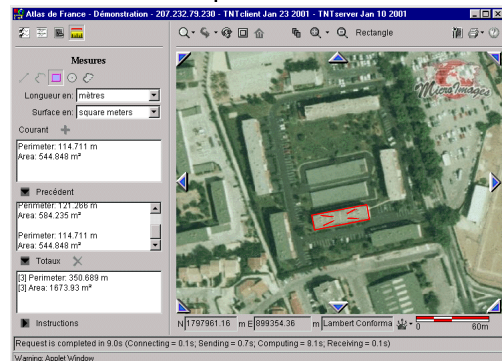 Atlas de France - Démonstration - 207.232.79.230 - TNTclient Jan 23 2001 - TNTserver Jan 10 2001
Rectangle
Mesures
Longueur en: mètres
Surface en: square meters
Courant
Perimeter: 114.711 m
Area: 544.848 m²
Precédent
Perimeter: 121.266 m
Area: 584.235 m²
Perimeter: 114.711 m
Area: 544.848 m²
Totaux
[3] Perimeter: 350.689 m
[3] Area: 1673.93 m²
Instructions
MicroImages
N 1797961.16 m E 899354.36 m Lambert Conforma
0 60m
Request is completed in 9.0s (Connecting = 0.1s; Sending = 0.7s; Computing = 8.1s; Receiving = 0.1s)
Warning: Applet Window